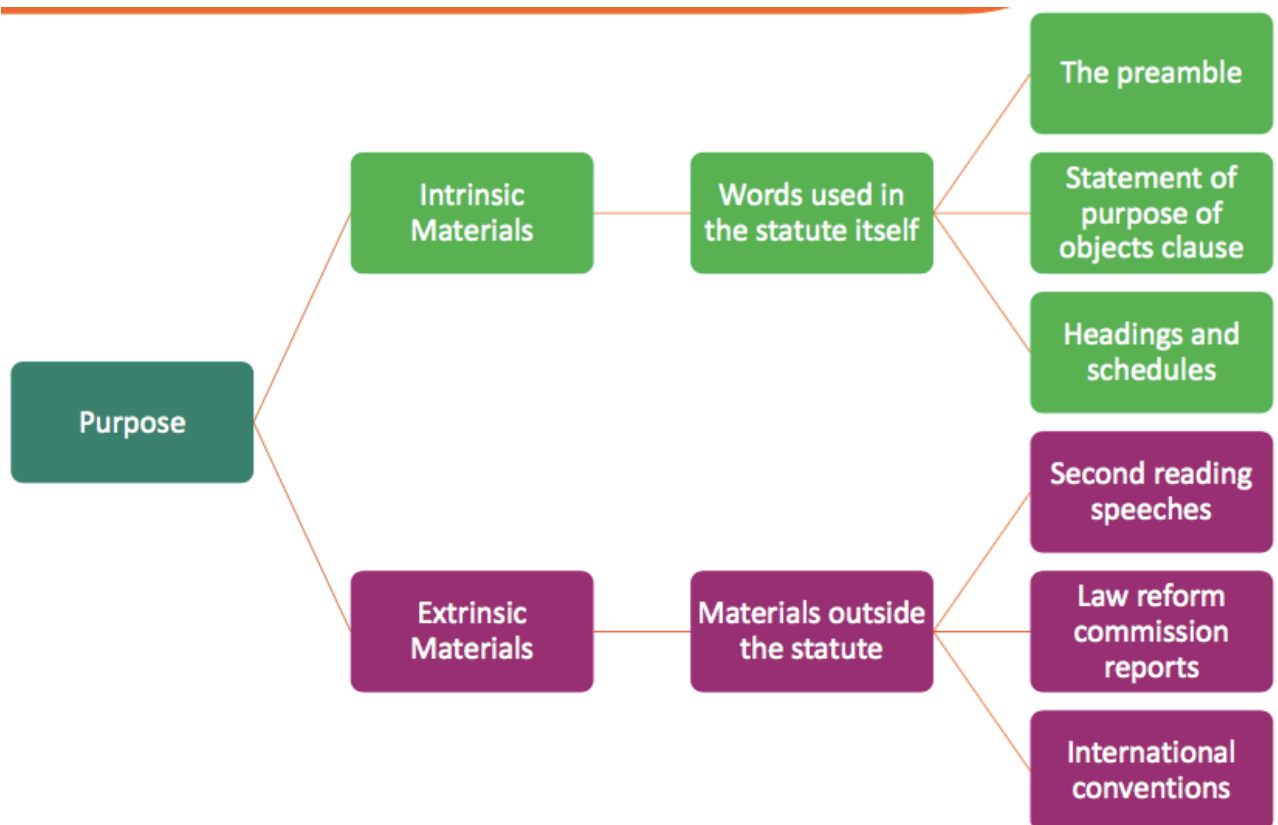 Purpose
Intrinsic
Materials
Words used in
the statute itself
The preamble
Statement of
purpose of
objects clause
Headings and
schedules
Extrinsic
Materials
Materials outside
the statute
Second reading
speeches
Law reform
commission
reports
International
conventions